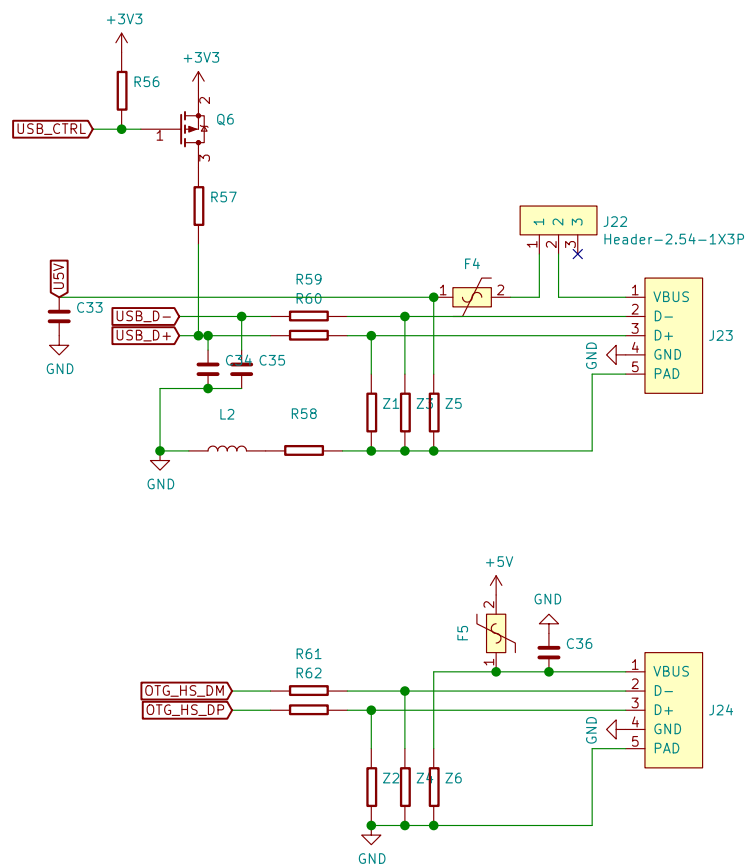 +3V3
+3V3
R56
2
Q6
USB_CTRL
1
3
R57
1 2 3
J22
1 2 3
Header-2.54-1X3P
F4
U5V
R59
1
2
1 VBUS
C33
R60
USB_D-
2 D-
USB_D+
3 D+
J23
GND
C34
C35
GND
4 GND
5 PAD
Z1
Z3
Z5
L2
R58
GND
+5V
2
GND
F5
C36
R61
1
1 VBUS
R62
OTG_HS_DM
2 D-
OTG_HS_DP
3 D+
J24
GND
4 GND
5 PAD
Z2
Z4
Z6
GND